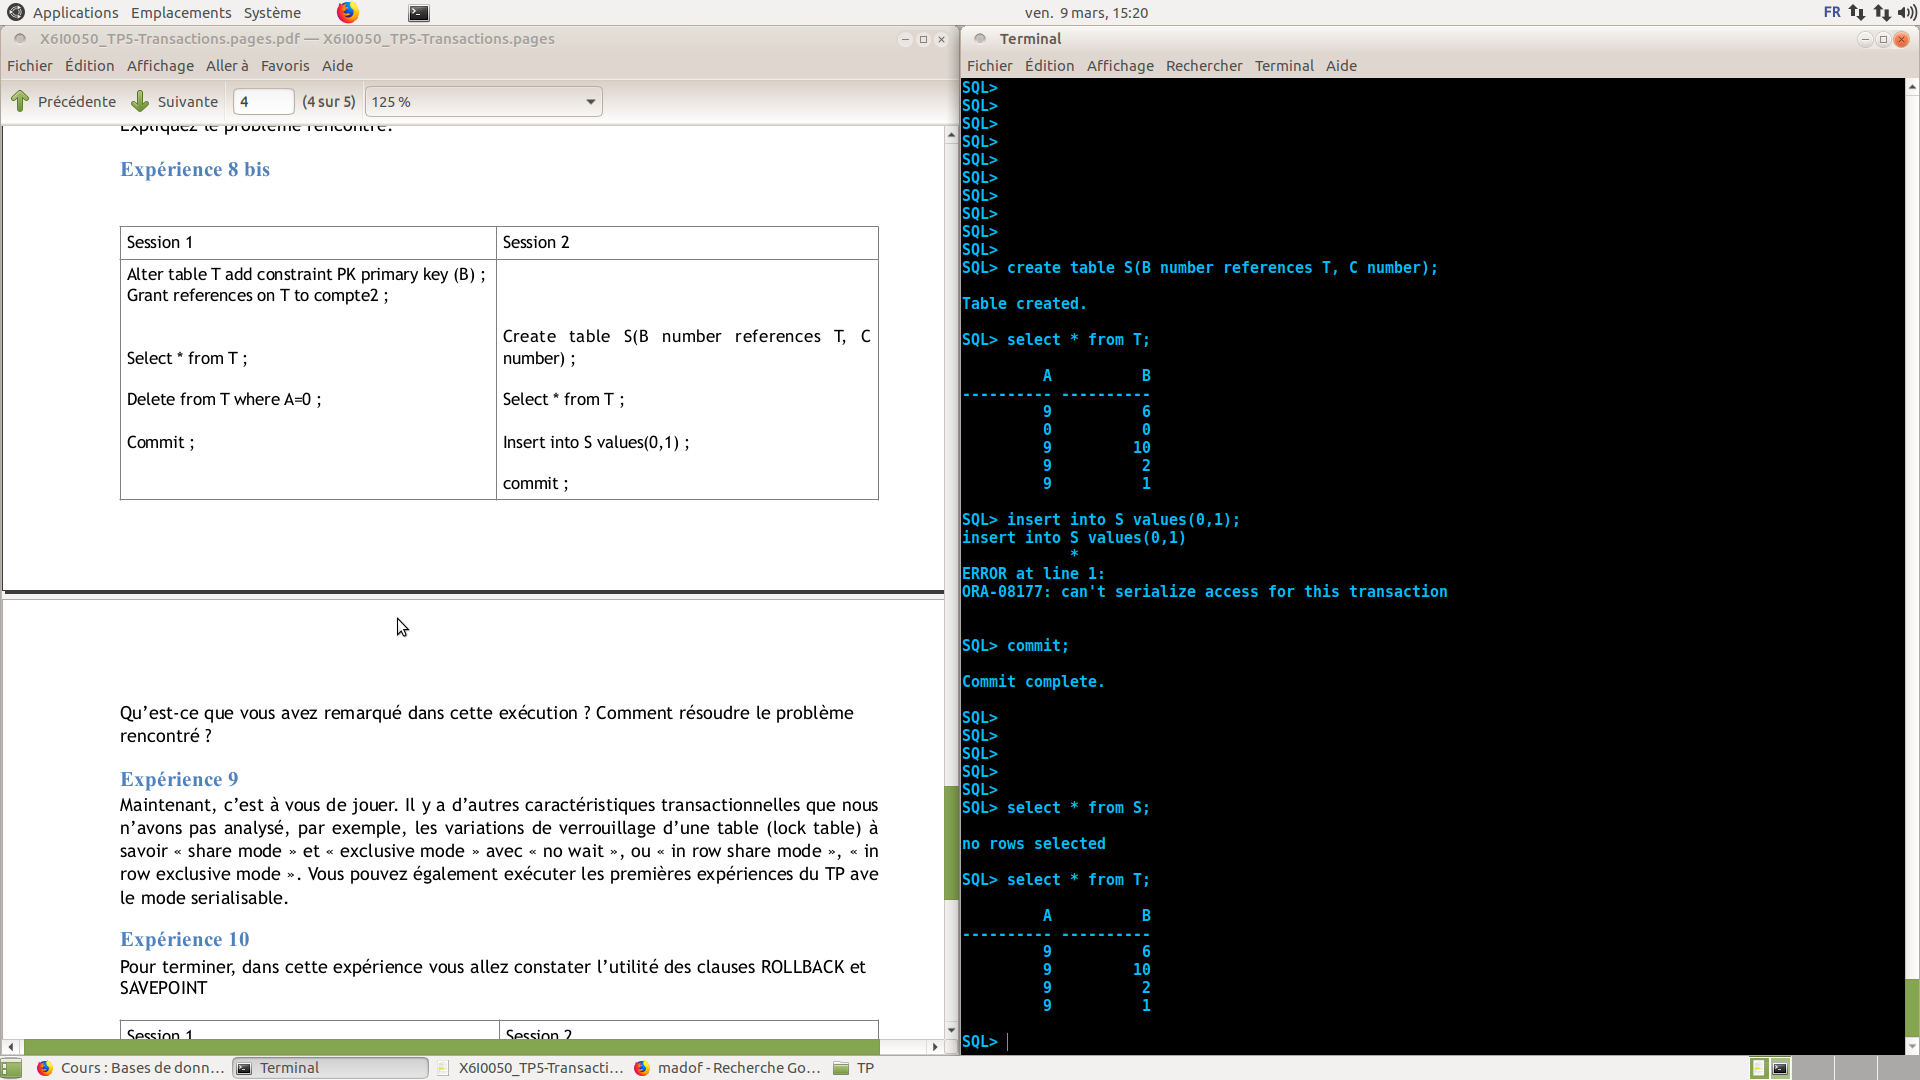 Applications Emplacements Système ven. 9 mars, 15:20 FR
X6I0050_TP5-Transactions.pages.pdf — X6I0050_TP5-Transactions.pages
Fichier Édition Affichage Aller à Favoris Aide
Précédente Suivante 4 (4 sur 5) 125 %
Expliquez le problème rencontré.
Expérience 8 bis
Session 1 Session 2
Alter table T add constraint PK primary key (B) ;
Grant references on T to compte2 ;
Create table S(B number references T, C
Select * from T ; number) ;
Delete from T where A=0 ; Select * from T ;
Commit ; Insert into S values(0,1) ;
commit ;
Qu’est-ce que vous avez remarqué dans cette exécution ? Comment résoudre le problème
rencontré ?
Expérience 9
Maintenant, c’est à vous de jouer. Il y a d’autres caractéristiques transactionnelles que nous
n’avons pas analysé, par exemple, les variations de verrouillage d’une table (lock table) à
savoir « share mode » et « exclusive mode » avec « no wait », ou « in row share mode », « in
row exclusive mode ». Vous pouvez également exécuter les premières expériences du TP ave
le mode serialisable.
Expérience 10
Pour terminer, dans cette expérience vous allez constater l’utilité des clauses ROLLBACK et
SAVEPOINT
Session 1 Session 2
Terminal
Fichier Édition Affichage Rechercher Terminal Aide
SQL>
SQL>
SQL>
SQL>
SQL>
SQL>
SQL>
SQL>
SQL>
SQL>
SQL> create table S(B number references T, C number);
Table created.
SQL> select * from T;
A B
---------- ----------
9 6
0 0
9 10
9 2
9 1
SQL> insert into S values(0,1);
insert into S values(0,1)
*
ERROR at line 1:
ORA-08177: can't serialize access for this transaction
SQL> commit;
Commit complete.
SQL>
SQL>
SQL>
SQL>
SQL>
SQL> select * from S;
no rows selected
SQL> select * from T;
A B
---------- ----------
9 6
9 10
9 2
9 1
SQL>
Cours : Bases de donn... Terminal X6I0050_TP5-Transacti... madof - Recherche Go... TP